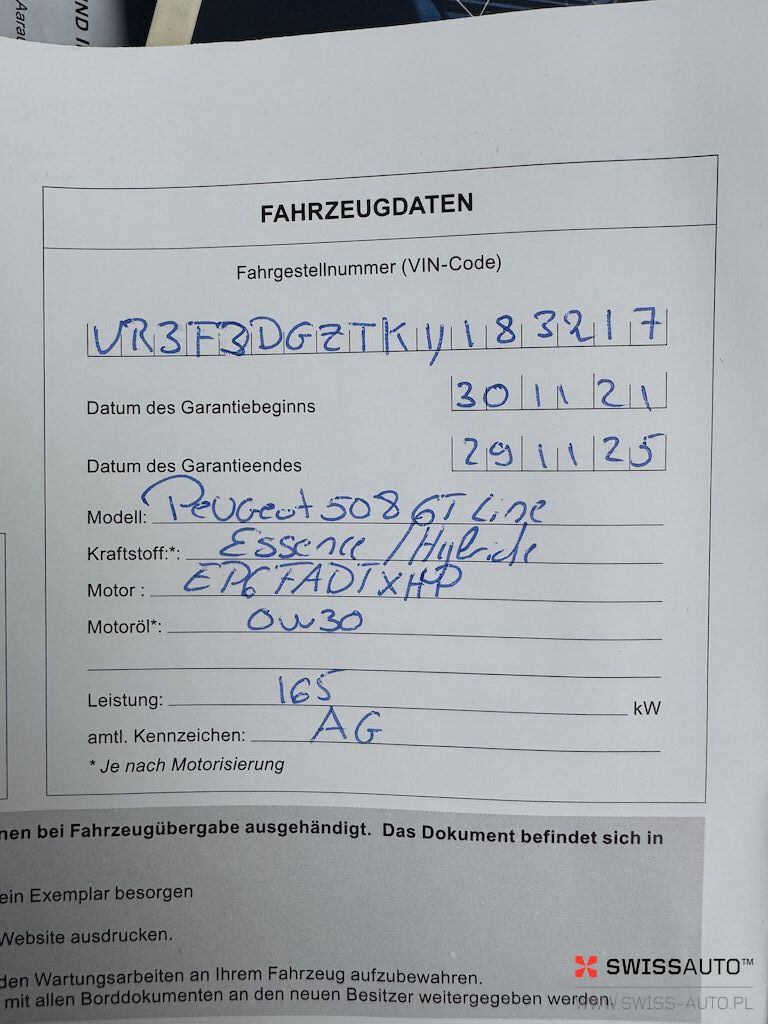 ND I
Aarau
FAHRZEUGDATEN
Fahrgestellnummer (VIN-Code)
VR3F3DGZTKY183217
Datum des Garantiebeginns 30 11 21
Datum des Garantieendes 29 11 25
Modell: Peugeot 508 GT Line
Kraftstoff:*: Essence / Hybride
Motor : EP6FADTXHP
Motoröl*: 0W30
Leistung: 165 kW
amtl. Kennzeichen: AG
* Je nach Motorisierung
nen bei Fahrzeugübergabe ausgehändigt. Das Dokument befindet sich in
ein Exemplar besorgen
Website ausdrucken.
den Wartungsarbeiten an Ihrem Fahrzeug aufzubewahren.
mit allen Borddokumenten an den neuen Besitzer weitergegeben werden.
SWISSAUTO™
WWW.SWISS-AUTO.PL